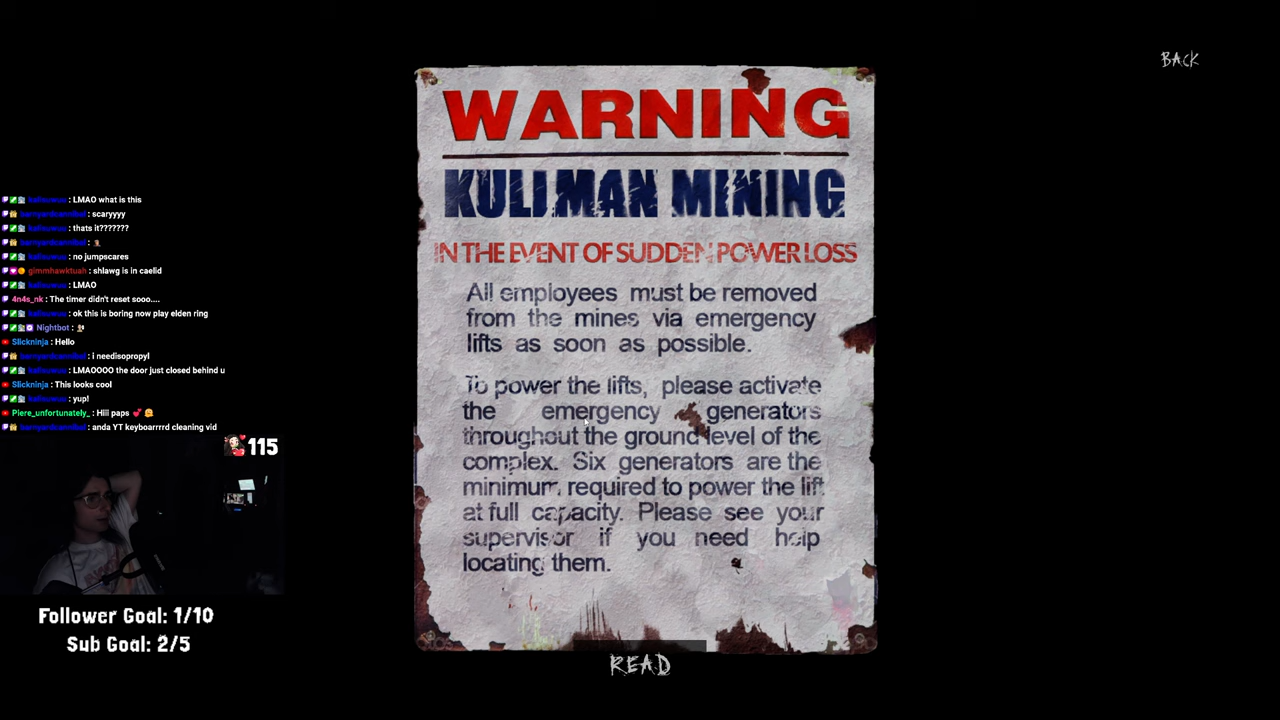 BACK
WARNING
KULLMAN MINING
IN THE EVENT OF SUDDEN POWER LOSS
All employees must be removed
from the mines via emergency
lifts as soon as possible.
To power the lifts, please activate
the emergency generators
throughout the ground level of the
complex. Six generators are the
minimum required to power the lift
at full capacity. Please see your
supervisor if you need help
locating them.
READ
: LMAO what is this
: scaryyyy
: thats it???????
:
: no jumpscares
gimmhawktuah : shlawg is in caelid
: LMAO
4n4s_nk : The timer didn't reset sooo....
: ok this is boring now play elden ring
Nightbot :
Slickninja : Hello
: i needisopropyl
: LMAOOOO the door just closed behind u
Slickninja : This looks cool
: yup!
Piere_unfortunately_ : Hiii paps 💕 🤗
: anda YT keyboarrrrd cleaning vid
115
Follower Goal: 1/10
Sub Goal: 2/5